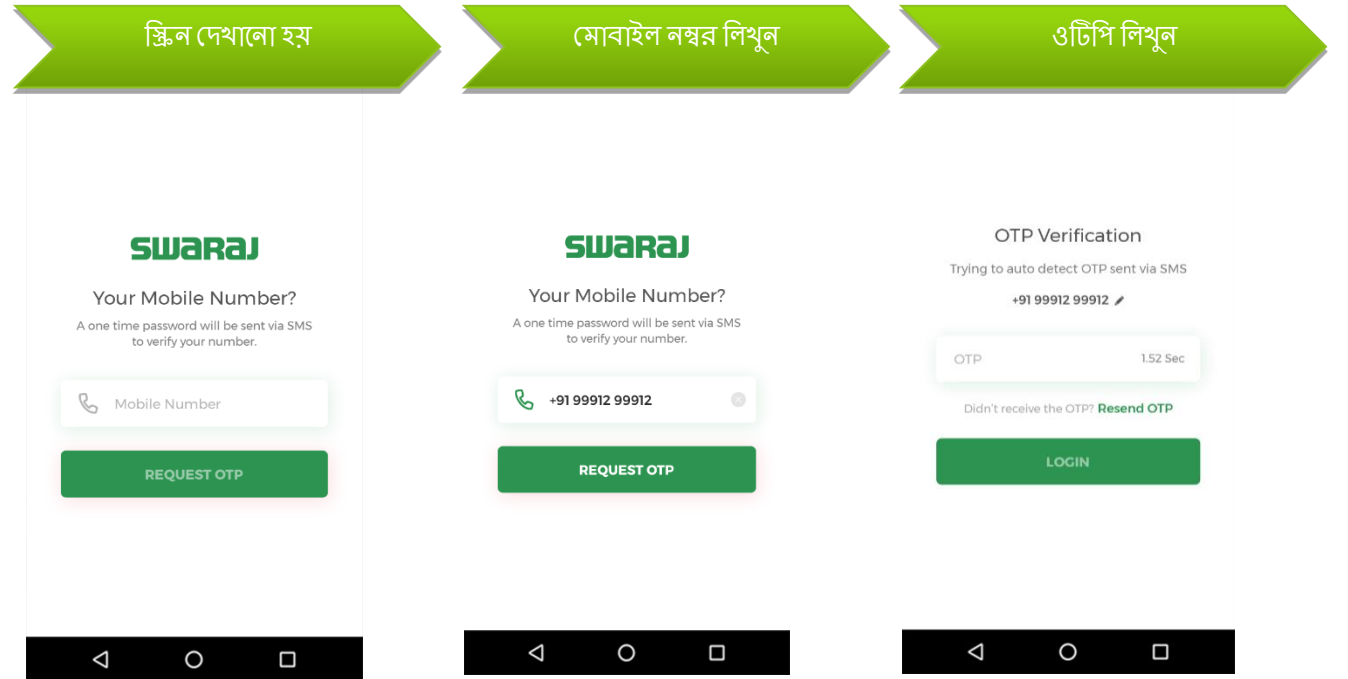 স্ক্রিন দেখানো হয়
মোবাইল নম্বর লিখুন
ওটিপি লিখুন
SWARAJ
Your Mobile Number?
A one time password will be sent via SMS
to verify your number.
Mobile Number
REQUEST OTP
SWARAJ
Your Mobile Number?
A one time password will be sent via SMS
to verify your number.
+91 99912 99912
REQUEST OTP
OTP Verification
Trying to auto detect OTP sent via SMS
+91 99912 99912
OTP 1.52 Sec
Didn't receive the OTP? Resend OTP
LOGIN